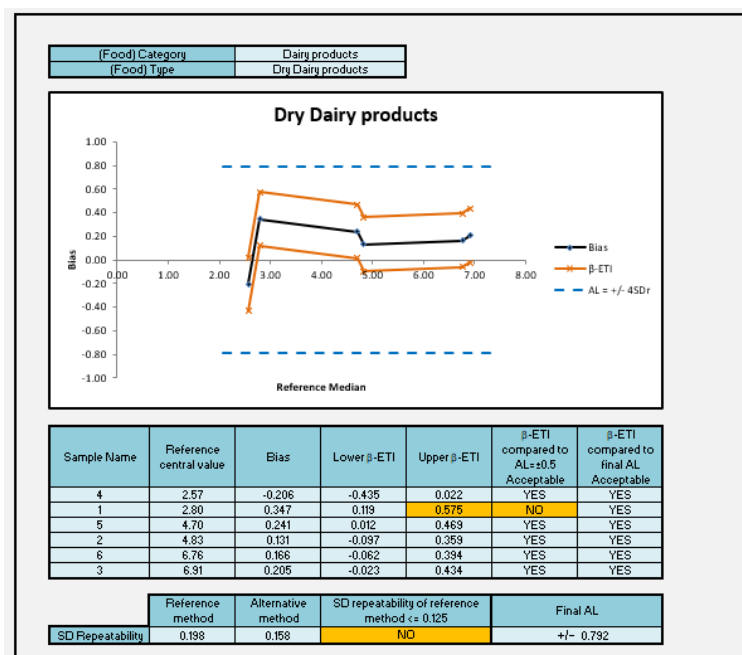 (Food) Category Dairy products
(Food) Type Dry Dairy products
Dry Dairy products
1.00
0.80
0.60
0.40
0.20
0.00
-0.20
-0.40
-0.60
-0.80
-1.00
0.00 1.00 2.00 3.00 4.00 5.00 6.00 7.00 8.00
Bias
Reference Median
Bias
β-ETI
AL = +/- 4SDr
Sample Name Reference central value Bias Lower β-ETI Upper β-ETI β-ETI compared to AL=±0.5 Acceptable β-ETI compared to final AL Acceptable
4 2.57 -0.206 -0.435 0.022 YES YES
1 2.80 0.347 0.119 0.575 NO YES
5 4.70 0.241 0.012 0.469 YES YES
2 4.83 0.131 -0.097 0.359 YES YES
6 6.76 0.166 -0.062 0.394 YES YES
3 6.91 0.205 -0.023 0.434 YES YES
Reference method Alternative method SD repeatability of reference method <= 0.125 Final AL
SD Repeatability 0.198 0.158 NO +/- 0.792